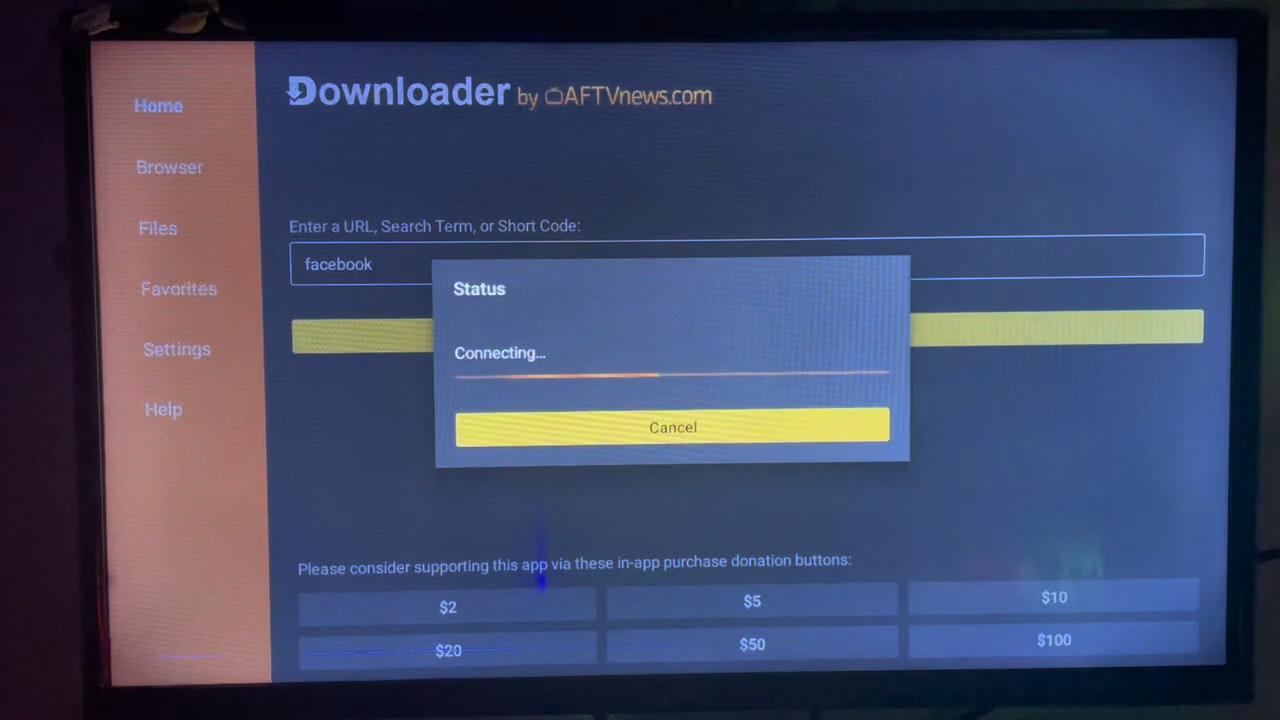 Downloader by AFTVnews.com
Home
Browser
Files
Favorites
Settings
Help
Enter a URL, Search Term, or Short Code:
facebook
Status
Connecting...
Cancel
Please consider supporting this app via these in-app purchase donation buttons:
$2 $5 $10
$20 $50 $100